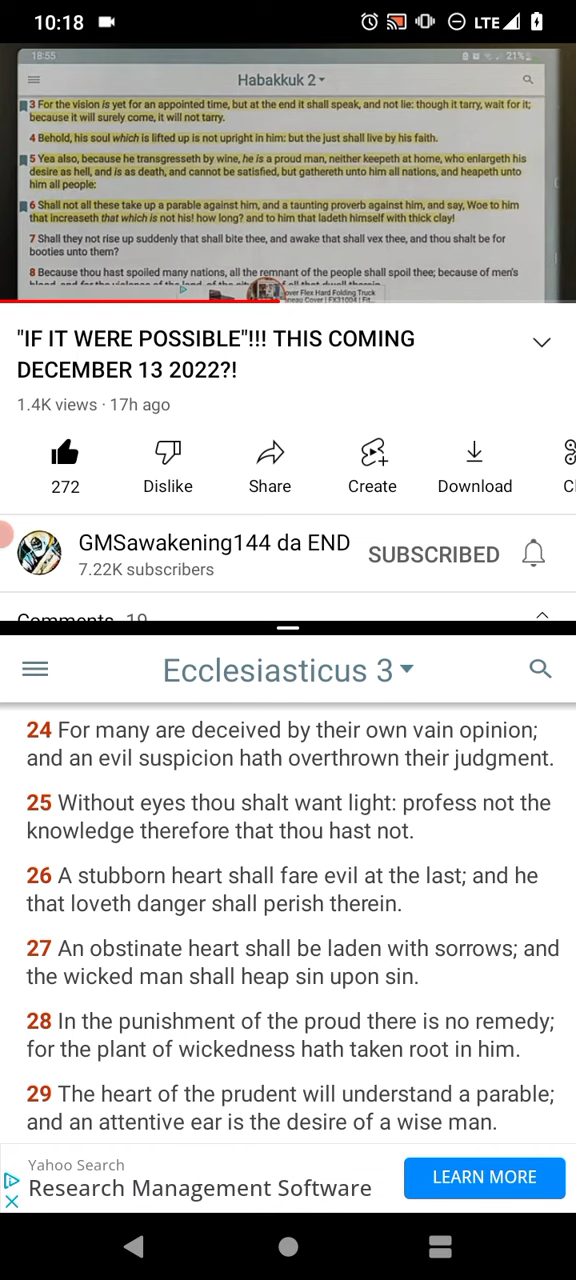 10:18
LTE
18:55
21%
Habakkuk 2
3 For the vision is yet for an appointed time, but at the end it shall speak, and not lie: though it tarry, wait for it;
because it will surely come, it will not tarry.
4 Behold, his soul which is lifted up is not upright in him: but the just shall live by his faith.
5 Yea also, because he transgresseth by wine, he is a proud man, neither keepeth at home, who enlargeth his
desire as hell, and is as death, and cannot be satisfied, but gathereth unto him all nations, and heapeth unto
him all people:
6 Shall not all these take up a parable against him, and a taunting proverb against him, and say, Woe to him
that increaseth that which is not his! how long? and to him that ladeth himself with thick clay!
7 Shall they not rise up suddenly that shall bite thee, and awake that shall vex thee, and thou shalt be for
booties unto them?
8 Because thou hast spoiled many nations, all the remnant of the people shall spoil thee; because of men's
over Flex Hard Folding Truck
neau Cover | FX31004 | Fit...
"IF IT WERE POSSIBLE"!!! THIS COMING
DECEMBER 13 2022?!
1.4K views · 17h ago
272
Dislike
Share
Create
Download
Cl
GMSawakening144 da END
7.22K subscribers
SUBSCRIBED
Comments 19
Ecclesiasticus 3
24 For many are deceived by their own vain opinion;
and an evil suspicion hath overthrown their judgment.
25 Without eyes thou shalt want light: profess not the
knowledge therefore that thou hast not.
26 A stubborn heart shall fare evil at the last; and he
that loveth danger shall perish therein.
27 An obstinate heart shall be laden with sorrows; and
the wicked man shall heap sin upon sin.
28 In the punishment of the proud there is no remedy;
for the plant of wickedness hath taken root in him.
29 The heart of the prudent will understand a parable;
and an attentive ear is the desire of a wise man.
Yahoo Search
Research Management Software
LEARN MORE